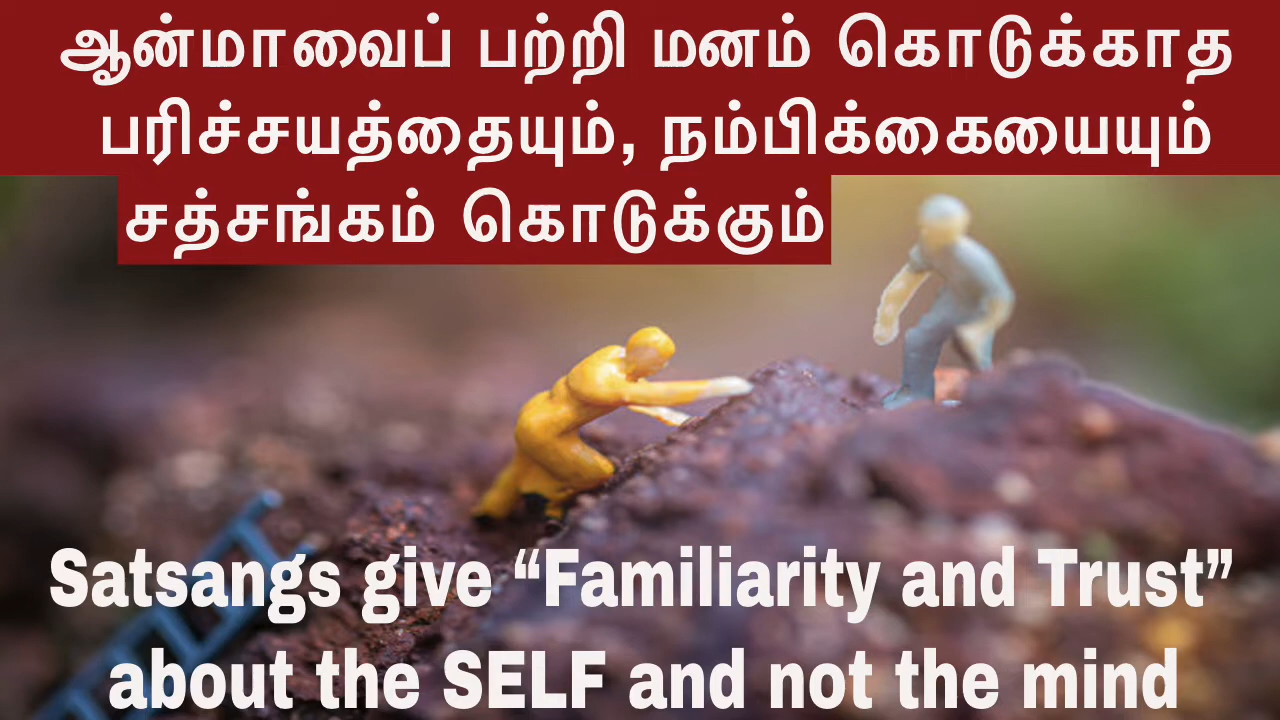 ஆன்மாவைப் பற்றி மனம் கொடுக்காத
பரிச்சயத்தையும், நம்பிக்கையையும்
சத்சங்கம் கொடுக்கும்
Satsangs give “Familiarity and Trust”
about the SELF and not the mind